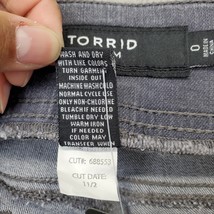 TORRID
M
0
MADE IN
WASH AND DRY
WITH LIKE COLORS
TURN GARMENT
INSIDE OUT
MACHINE WASH COLD
NORMAL CYCLE USE
ONLY NON-CHLORINE
BLEACH IF NEEDED
TUMBLE DRY LOW
WARM IRON
IF NEEDED
COLOR MAY
TRANSFER WHEN
CUT#: 688553
CUT DATE:
11/2